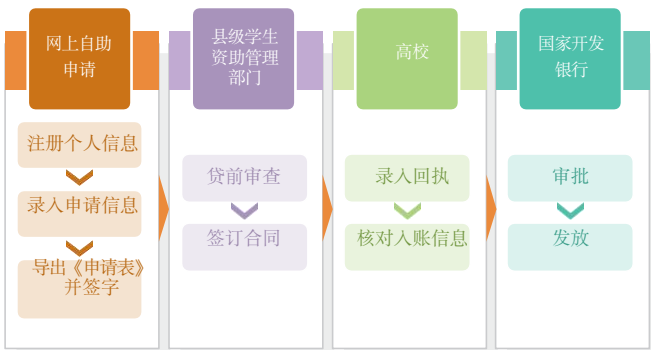 网上自助
申请
注册个人信息
录入申请信息
导出《申请表》
并签字
县级学生
资助管理
部门
贷前审查
签订合同
高校
录入回执
核对入账信息
国家开发
银行
审批
发放